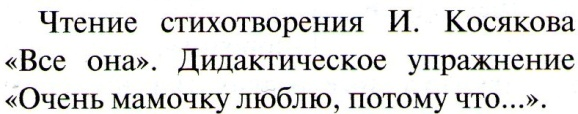 Чтение стихотворения И. Косякова
«Все она». Дидактическое упражнение
«Очень мамочку люблю, потому что...».